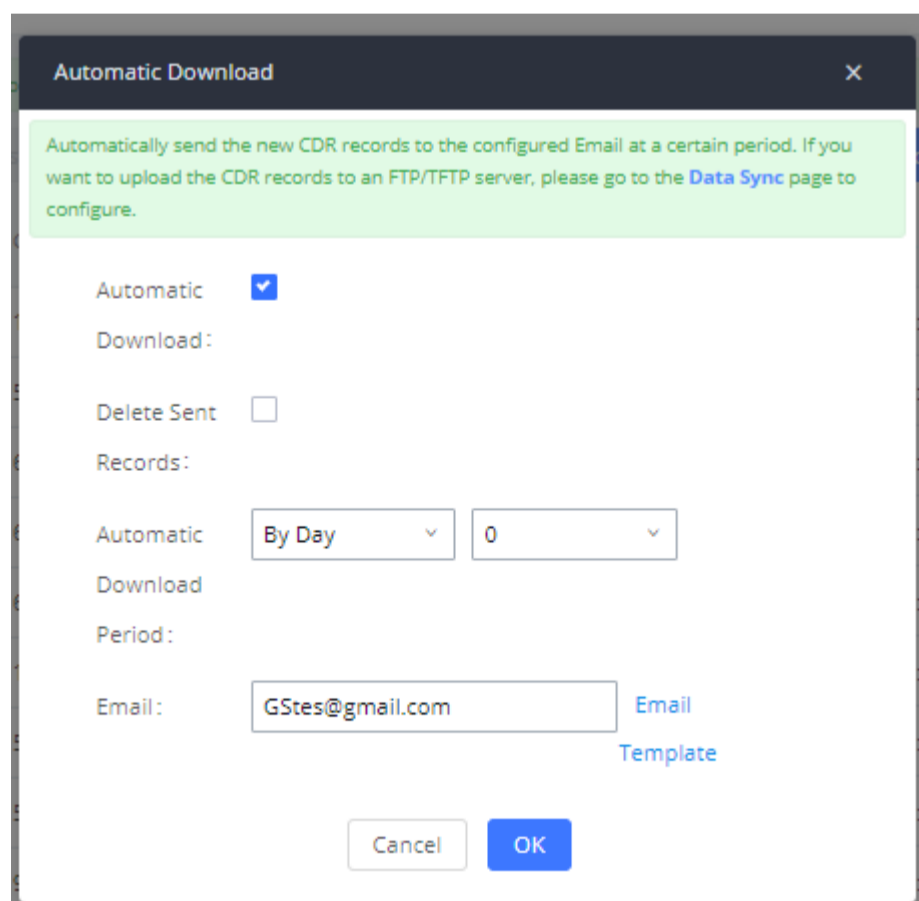 Automatic Download
Automatically send the new CDR records to the configured Email at a certain period. If you
want to upload the CDR records to an FTP/TFTP server, please go to the Data Sync page to
configure.
Automatic
Download:
Delete Sent
Records:
Automatic
Download
Period:
By Day
0
Email:
GStes@gmail.com
Email
Template
Cancel
OK